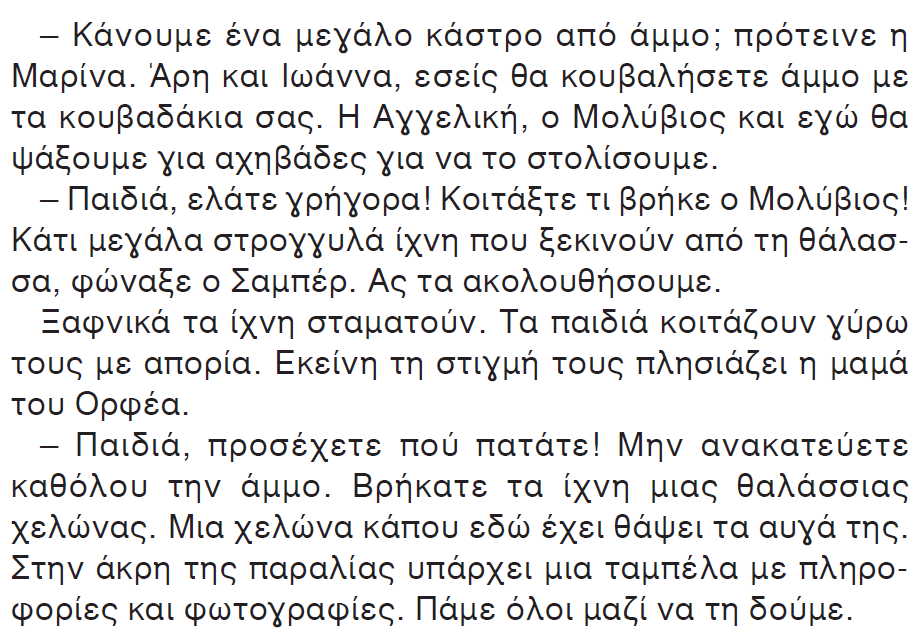 – Κάνουμε ένα μεγάλο κάστρο από άμμο; πρότεινε η
Μαρίνα. Άρη και Ιωάννα, εσείς θα κουβαλήσετε άμμο με
τα κουβαδάκια σας. Η Αγγελική, ο Μολύβιος και εγώ θα
ψάξουμε για αχηβάδες για να το στολίσουμε.
– Παιδιά, ελάτε γρήγορα! Κοιτάξτε τι βρήκε ο Μολύβιος!
Κάτι μεγάλα στρογγυλά ίχνη που ξεκινούν από τη θάλασ-
σα, φώναξε ο Σαμπέρ. Ας τα ακολουθήσουμε.
Ξαφνικά τα ίχνη σταματούν. Τα παιδιά κοιτάζουν γύρω
τους με απορία. Εκείνη τη στιγμή τους πλησιάζει η μαμά
του Ορφέα.
– Παιδιά, προσέχετε πού πατάτε! Μην ανακατεύετε
καθόλου την άμμο. Βρήκατε τα ίχνη μιας θαλάσσιας
χελώνας. Μια χελώνα κάπου εδώ έχει θάψει τα αυγά της.
Στην άκρη της παραλίας υπάρχει μια ταμπέλα με πληρο-
φορίες και φωτογραφίες. Πάμε όλοι μαζί να τη δούμε.